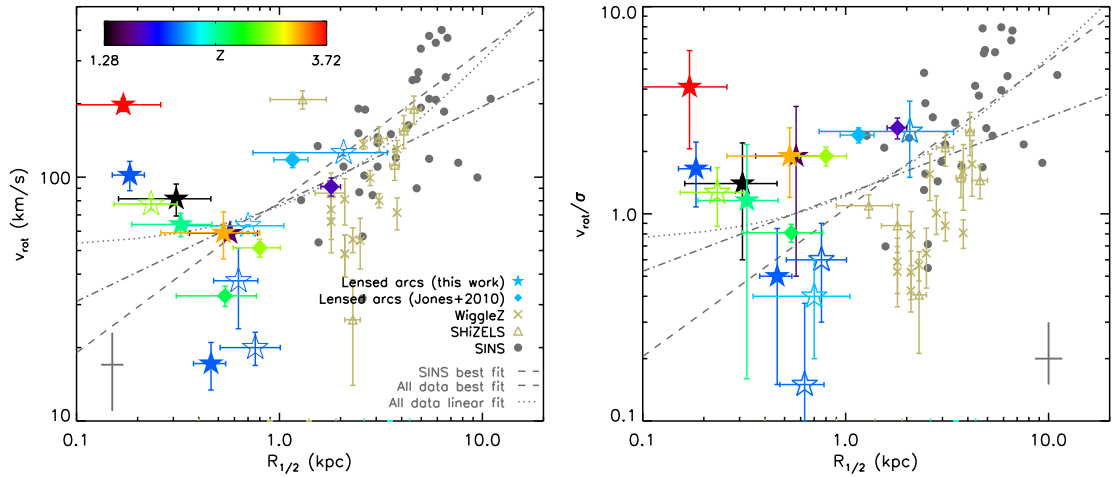 1.28 Z 3.72
v_rot (km/s)
100
10
Lensed arcs (this work)
Lensed arcs (Jones+2010)
WiggleZ
SHiZELS
SINS
SINS best fit
All data best fit
All data linear fit
0.1 1.0 10.0
R_1/2 (kpc)
v_rot/σ
10.0
1.0
0.1
0.1 1.0 10.0
R_1/2 (kpc)